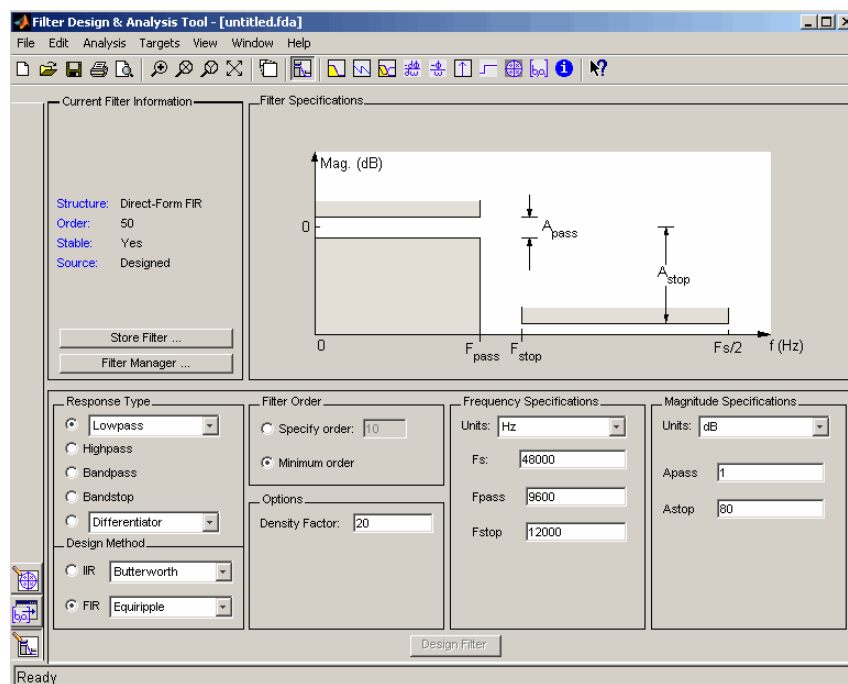 Filter Design & Analysis Tool - [untitled.fda]
File Edit Analysis Targets View Window Help
Current Filter Information
Structure: Direct-Form FIR
Order: 50
Stable: Yes
Source: Designed
Store Filter ...
Filter Manager ...
Filter Specifications
Mag. (dB)
0
Apass
Astop
0 Fpass Fstop Fs/2 f (Hz)
Response Type
Lowpass
Highpass
Bandpass
Bandstop
Differentiator
Design Method
IIR Butterworth
FIR Equiripple
Filter Order
Specify order: 10
Minimum order
Options
Density Factor: 20
Frequency Specifications
Units: Hz
Fs: 48000
Fpass 9600
Fstop 12000
Magnitude Specifications
Units: dB
Apass 1
Astop 80
Design Filter
Ready